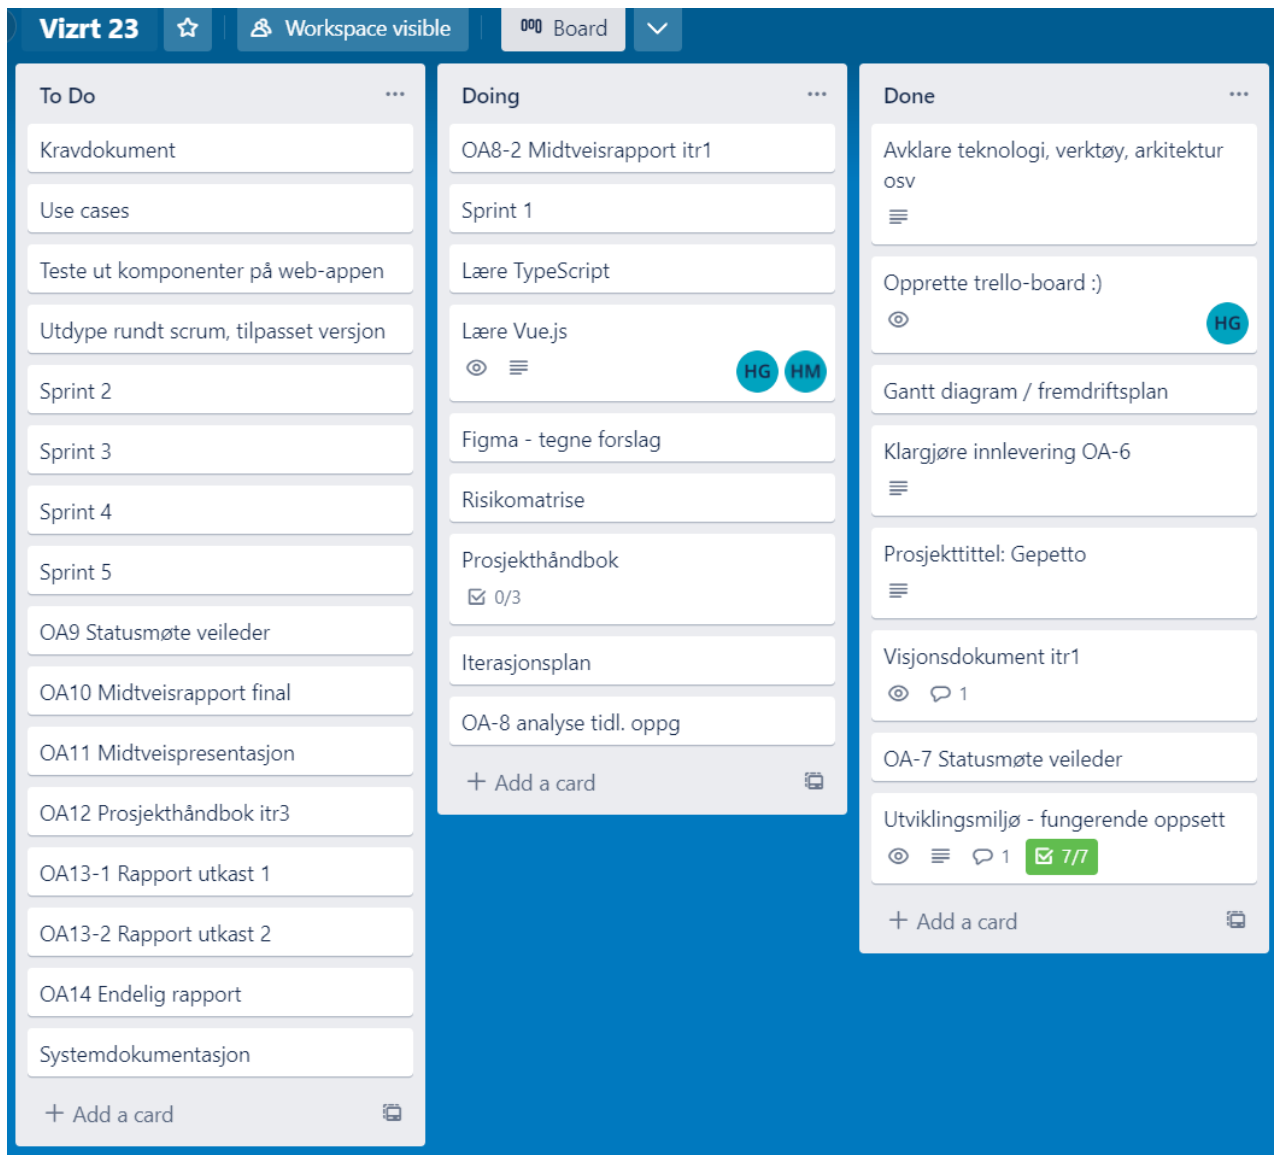 Vizrt 23
Workspace visible
Board
To Do
Kravdokument
Use cases
Teste ut komponenter på web-appen
Utdype rundt scrum, tilpasset versjon
Sprint 2
Sprint 3
Sprint 4
Sprint 5
OA9 Statusmøte veileder
OA10 Midtveisrapport final
OA11 Midtveispresentasjon
OA12 Prosjekthåndbok itr3
OA13-1 Rapport utkast 1
OA13-2 Rapport utkast 2
OA14 Endelig rapport
Systemdokumentasjon
+ Add a card
Doing
OA8-2 Midtveisrapport itr1
Sprint 1
Lære TypeScript
Lære Vue.js
HG HM
Figma - tegne forslag
Risikomatrise
Prosjekthåndbok
0/3
Iterasjonsplan
OA-8 analyse tidl. oppg
+ Add a card
Done
Avklare teknologi, verktøy, arkitektur
osv
Opprette trello-board :)
HG
Gantt diagram / fremdriftsplan
Klargjøre innlevering OA-6
Prosjekttittel: Gepetto
Visjonsdokument itr1
1
OA-7 Statusmøte veileder
Utviklingsmiljø - fungerende oppsett
1 7/7
+ Add a card